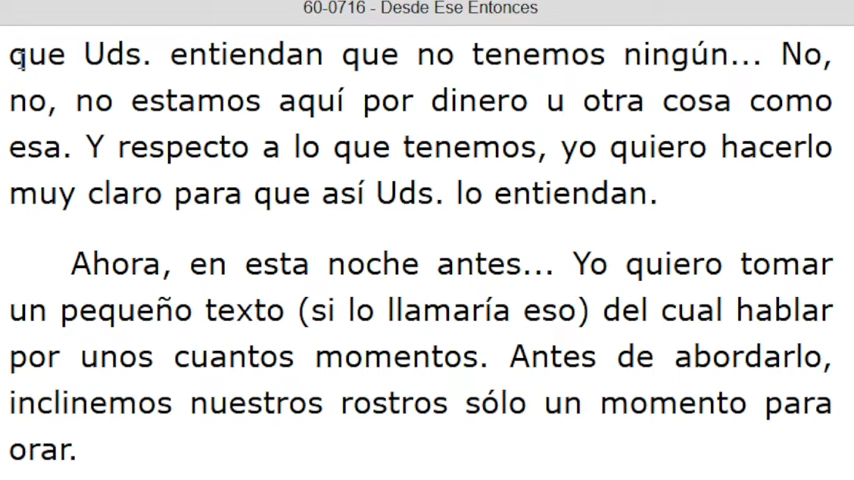 60-0716 - Desde Ese Entonces
que Uds. entiendan que no tenemos ningún... No,
no, no estamos aquí por dinero u otra cosa como
esa. Y respecto a lo que tenemos, yo quiero hacerlo
muy claro para que así Uds. lo entiendan.
Ahora, en esta noche antes... Yo quiero tomar
un pequeño texto (si lo llamaría eso) del cual hablar
por unos cuantos momentos. Antes de abordarlo,
inclinemos nuestros rostros sólo un momento para
orar.